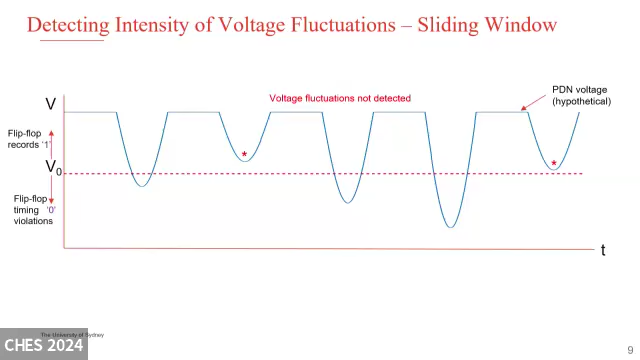 Detecting Intensity of Voltage Fluctuations – Sliding Window
V
Voltage fluctuations not detected
PDN voltage
(hypothetical)
Flip-flop
records ‘1’
*
*
V0
Flip-flop
timing ‘0’
violations
t
The University of Sydney
CHES 2024
9